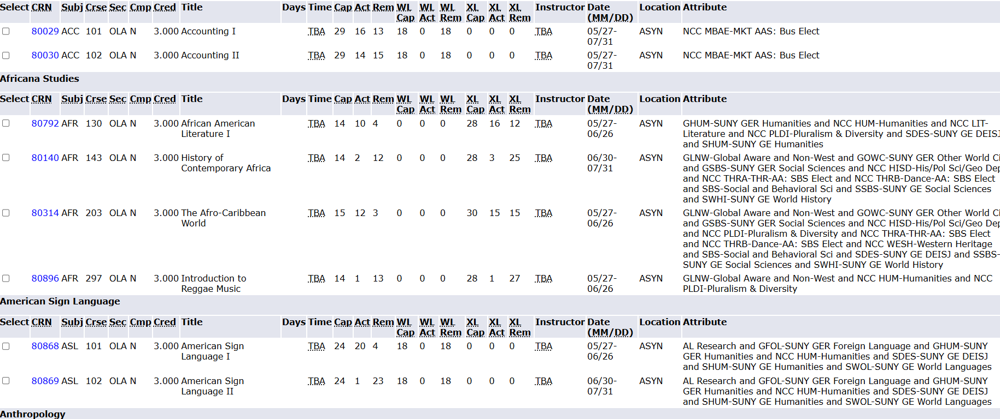 Select CRN Subj Crse Sec Cmp Cred Title Days Time Cap Act Rem WL WL WL XL XL XL Instructor Date Location Attribute
Cap Act Rem Cap Act Rem (MM/DD)
80029 ACC 101 OLA N 3.000 Accounting I TBA 29 16 13 18 0 18 0 0 0 TBA 05/27- ASYN NCC MBAE-MKT AAS: Bus Elect
07/31
80030 ACC 102 OLA N 3.000 Accounting II TBA 29 14 15 18 0 18 0 0 0 TBA 05/27- ASYN NCC MBAE-MKT AAS: Bus Elect
07/31
Africana Studies
Select CRN Subj Crse Sec Cmp Cred Title Days Time Cap Act Rem WL WL WL XL XL XL Instructor Date Location Attribute
Cap Act Rem Cap Act Rem (MM/DD)
80792 AFR 130 OLA N 3.000 African American TBA 14 10 4 0 0 0 28 16 12 TBA 05/27- ASYN GHUM-SUNY GER Humanities and NCC HUM-Humanities and NCC LIT-
Literature I 06/26 Literature and NCC PLDI-Pluralism & Diversity and SDES-SUNY GE DEISJ
and SHUM-SUNY GE Humanities
80140 AFR 143 OLA N 3.000 History of TBA 14 2 12 0 0 0 28 3 25 TBA 06/30- ASYN GLNW-Global Aware and Non-West and GOWC-SUNY GER Other World Ci
Contemporary Africa 07/31 and GSBS-SUNY GER Social Sciences and NCC HISD-His/Pol Sci/Geo Dep
and NCC THRA-THR-AA: SBS Elect and NCC THRB-Dance-AA: SBS Elect
and SBS-Social and Behavioral Sci and SSBS-SUNY GE Social Sciences
and SWHI-SUNY GE World History
80314 AFR 203 OLA N 3.000 The Afro-Caribbean TBA 15 12 3 0 0 0 30 15 15 TBA 05/27- ASYN GLNW-Global Aware and Non-West and GOWC-SUNY GER Other World Ci
World 06/26 and GSBS-SUNY GER Social Sciences and NCC HISD-His/Pol Sci/Geo Dep
and NCC PLDI-Pluralism & Diversity and NCC THRA-THR-AA: SBS Elect
and NCC THRB-Dance-AA: SBS Elect and NCC WESH-Western Heritage
and SBS-Social and Behavioral Sci and SDES-SUNY GE DEISJ and SSBS-
SUNY GE Social Sciences and SWHI-SUNY GE World History
80896 AFR 297 OLA N 3.000 Introduction to TBA 14 1 13 0 0 0 28 1 27 TBA 05/27- ASYN GLNW-Global Aware and Non-West and NCC HUM-Humanities and NCC
Reggae Music 06/26 PLDI-Pluralism & Diversity
American Sign Language
Select CRN Subj Crse Sec Cmp Cred Title Days Time Cap Act Rem WL WL WL XL XL XL Instructor Date Location Attribute
Cap Act Rem Cap Act Rem (MM/DD)
80868 ASL 101 OLA N 3.000 American Sign TBA 24 20 4 18 0 18 0 0 0 TBA 05/27- ASYN AL Research and GFOL-SUNY GER Foreign Language and GHUM-SUNY
Language I 06/26 GER Humanities and NCC HUM-Humanities and SDES-SUNY GE DEISJ
and SHUM-SUNY GE Humanities and SWOL-SUNY GE World Languages
80869 ASL 102 OLA N 3.000 American Sign TBA 24 1 23 18 0 18 0 0 0 TBA 06/30- ASYN AL Research and GFOL-SUNY GER Foreign Language and GHUM-SUNY
Language II 07/31 GER Humanities and NCC HUM-Humanities and SDES-SUNY GE DEISJ
and SHUM-SUNY GE Humanities and SWOL-SUNY GE World Languages
Anthropology